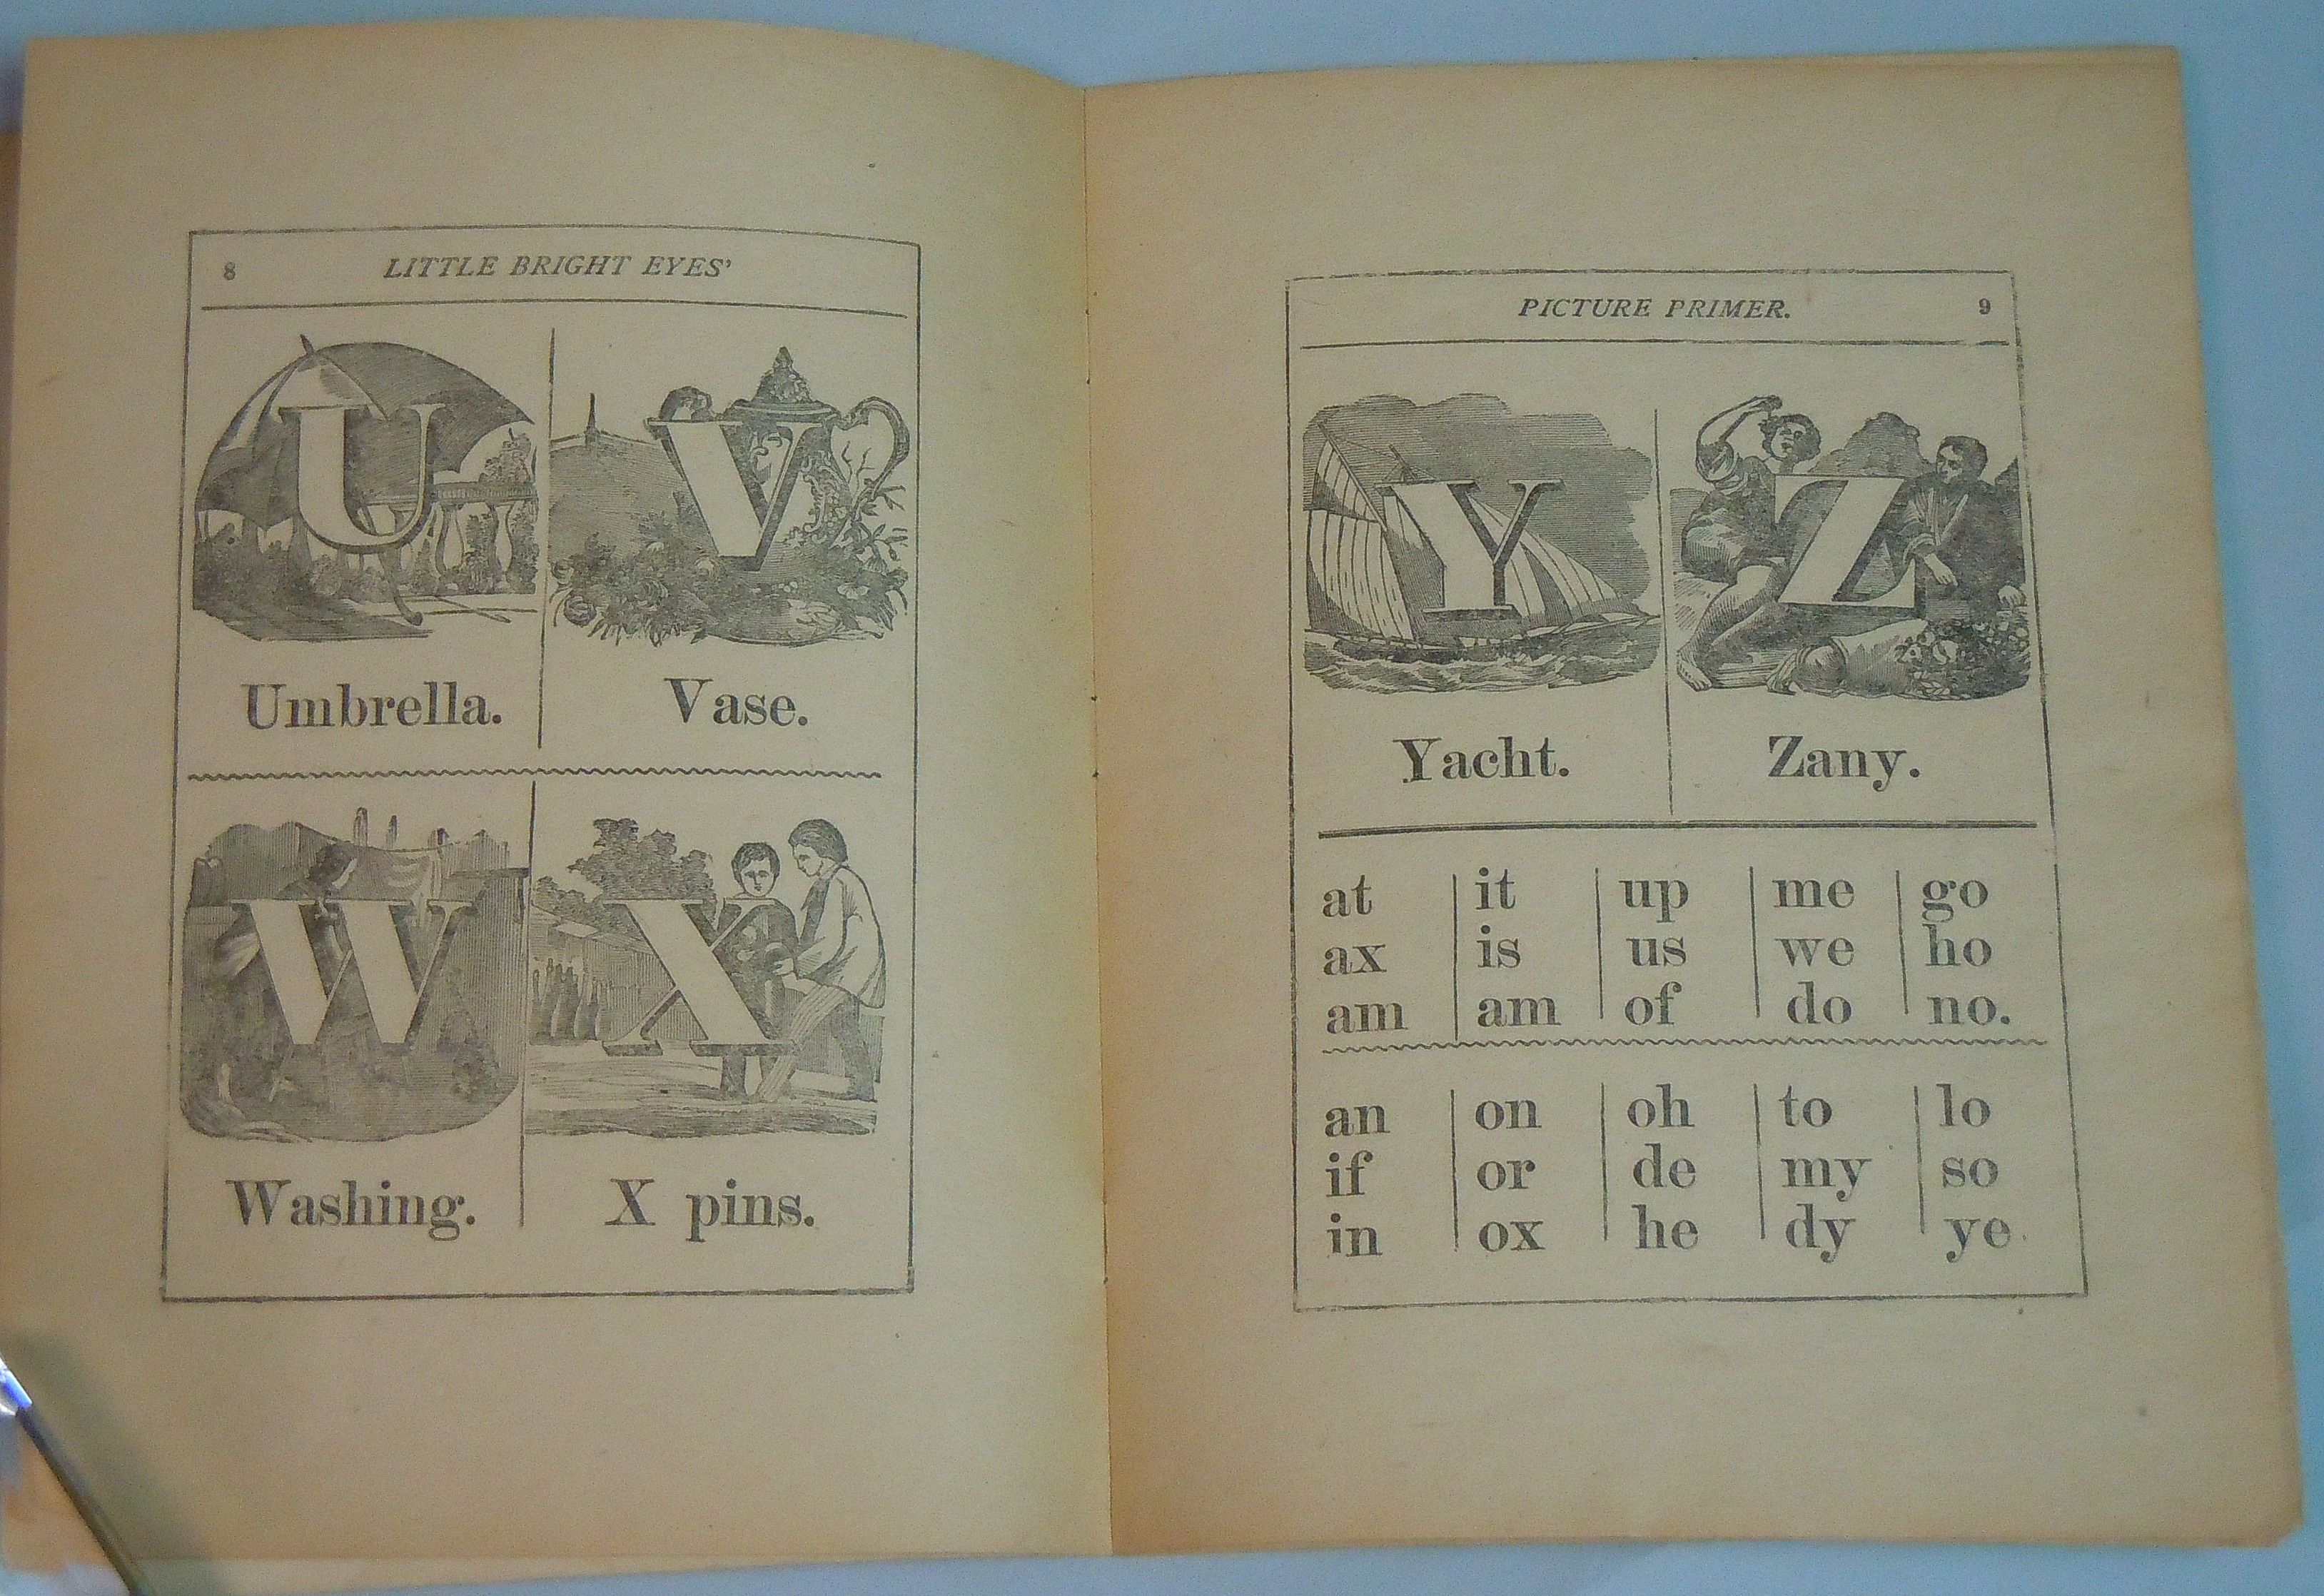 8 LITTLE BRIGHT EYES'
U V
Umbrella. Vase.
W X
Washing. X pins.
PICTURE PRIMER. 9
Y Z
Yacht. Zany.
at it up me go
ax is us we ho
am am of do no.
an on oh to lo
if or de my so
in ox he dy ye